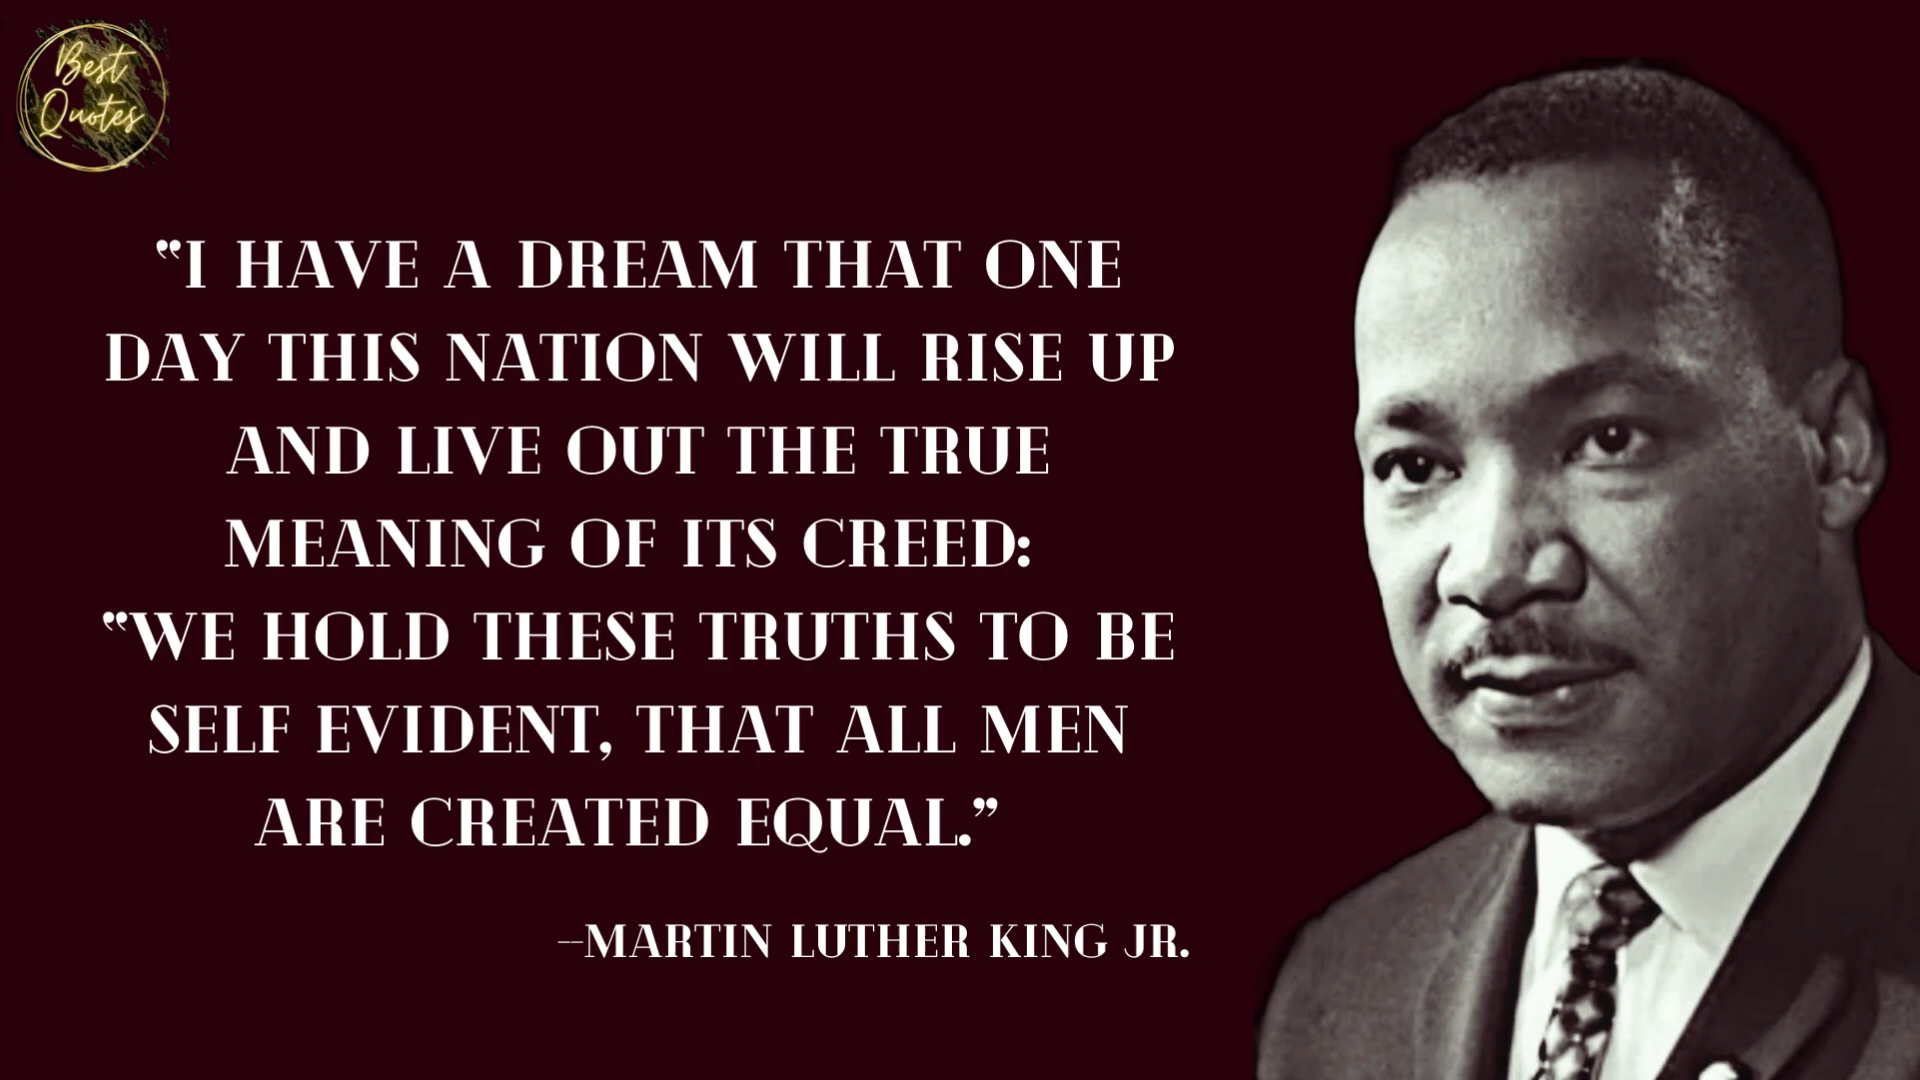 Best
Quotes
“I HAVE A DREAM THAT ONE
DAY THIS NATION WILL RISE UP
AND LIVE OUT THE TRUE
MEANING OF ITS CREED:
“WE HOLD THESE TRUTHS TO BE
SELF EVIDENT, THAT ALL MEN
ARE CREATED EQUAL.”
—MARTIN LUTHER KING JR.